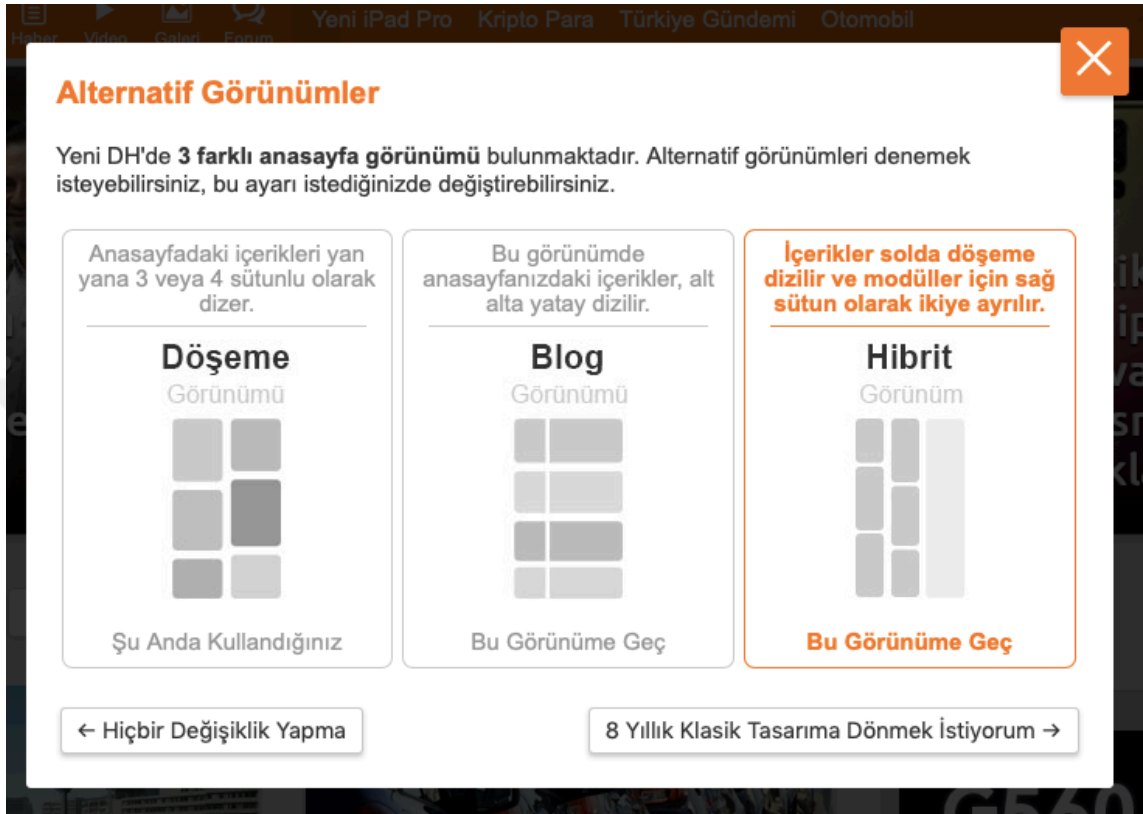 Yeni iPad Pro Kripto Para Türkiye Gündemi Otomobil
Haber Video Galeri Forum
Alternatif Görünümler
Yeni DH'de 3 farklı anasayfa görünümü bulunmaktadır. Alternatif görünümleri denemek
isteyebilirsiniz, bu ayarı istediğinizde değiştirebilirsiniz.
Anasayfadaki içerikleri yan
yana 3 veya 4 sütunlu olarak
dizer.
Döşeme
Görünümü
Şu Anda Kullandığınız
Bu görünümde
anasayfanızdaki içerikler, alt
alta yatay dizilir.
Blog
Görünümü
Bu Görünüme Geç
İçerikler solda döşeme
dizilir ve modüller için sağ
sütun olarak ikiye ayrılır.
Hibrit
Görünüm
Bu Görünüme Geç
← Hiçbir Değişiklik Yapma
8 Yıllık Klasik Tasarıma Dönmek İstiyorum →
G560